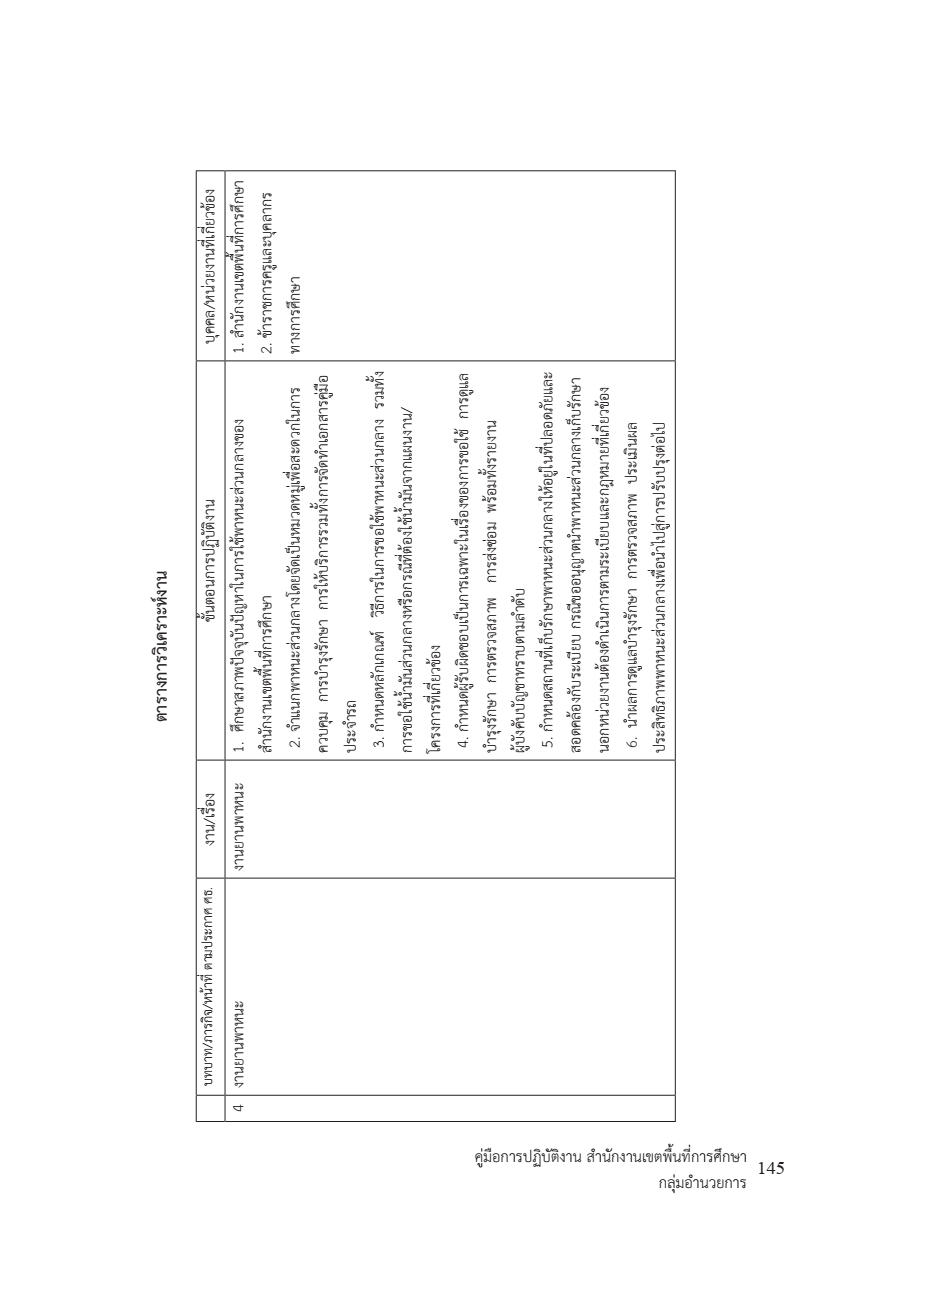 ตารางการวิเคราะห์งาน
บทบาท/ภารกิจ/หน้าที่ ตามประกาศ ศธ.
งาน/เรื่อง
ขั้นตอนการปฏิบัติงาน
บุคคล/หน่วยงานที่เกี่ยวข้อง
4
งานยานพาหนะ
งานยานพาหนะ
1. ศึกษาสภาพปัจจุบันปัญหาในการใช้พาหนะส่วนกลางของ
สำนักงานเขตพื้นที่การศึกษา
2. จำแนกพาหนะส่วนกลางโดยจัดเป็นหมวดหมู่เพื่อสะดวกในการ
ควบคุม การบำรุงรักษา การให้บริการรวมทั้งการจัดทำเอกสารคู่มือ
ประจำรถ
3. กำหนดหลักเกณฑ์ วิธีการในการขอใช้พาหนะส่วนกลาง รวมทั้ง
การขอใช้น้ำมันส่วนกลางหรือกรณีที่ต้องใช้น้ำมันจากแผนงาน/
โครงการที่เกี่ยวข้อง
4. กำหนดผู้รับผิดชอบเป็นการเฉพาะในเรื่องของการขอใช้ การดูแล
บำรุงรักษา การตรวจสภาพ การส่งซ่อม พร้อมทั้งรายงาน
ผู้บังคับบัญชาทราบตามลำดับ
5. กำหนดสถานที่เก็บรักษาพาหนะส่วนกลางให้อยู่ในที่ปลอดภัยและ
สอดคล้องกับระเบียบ กรณีขออนุญาตนำพาหนะส่วนกลางเก็บรักษา
นอกหน่วยงานต้องดำเนินการตามระเบียบและกฎหมายที่เกี่ยวข้อง
6. นำผลการดูแลบำรุงรักษา การตรวจสภาพ ประเมินผล
ประสิทธิภาพพาหนะส่วนกลางเพื่อนำไปสู่การปรับปรุงต่อไป
1. สำนักงานเขตพื้นที่การศึกษา
2. ข้าราชการครูและบุคลากร
ทางการศึกษา
คู่มือการปฏิบัติงาน สำนักงานเขตพื้นที่การศึกษา
กลุ่มอำนวยการ
145